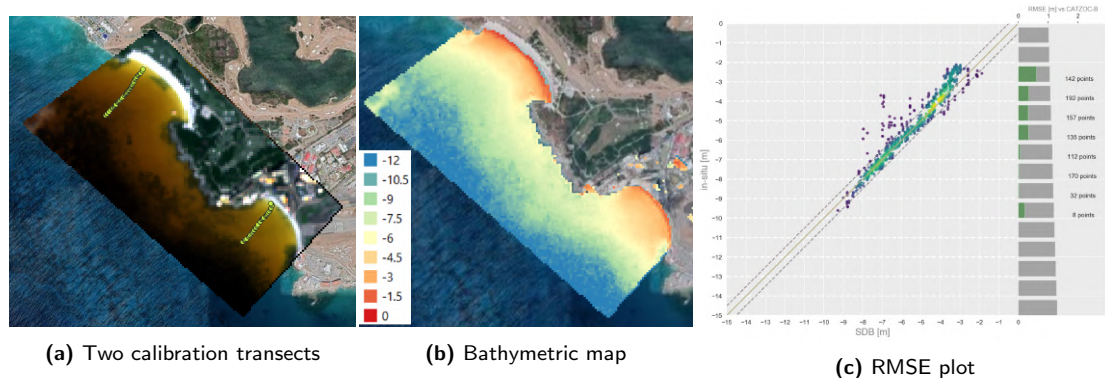 -12
-10.5
-9
-7.5
-6
-4.5
-3
-1.5
0
RMSE [m] vs CATZOC-B
0 1 2
-0
-1
-2
-3
-4
-5
-6
-7
-8
-9
-10
-11
-12
-13
-14
-15
in-situ [m]
142 points
192 points
157 points
135 points
112 points
170 points
32 points
8 points
-15 -14 -13 -12 -11 -10 -9 -8 -7 -6 -5 -4 -3 -2 -1 0
SDB [m]
(a) Two calibration transects
(b) Bathymetric map
(c) RMSE plot